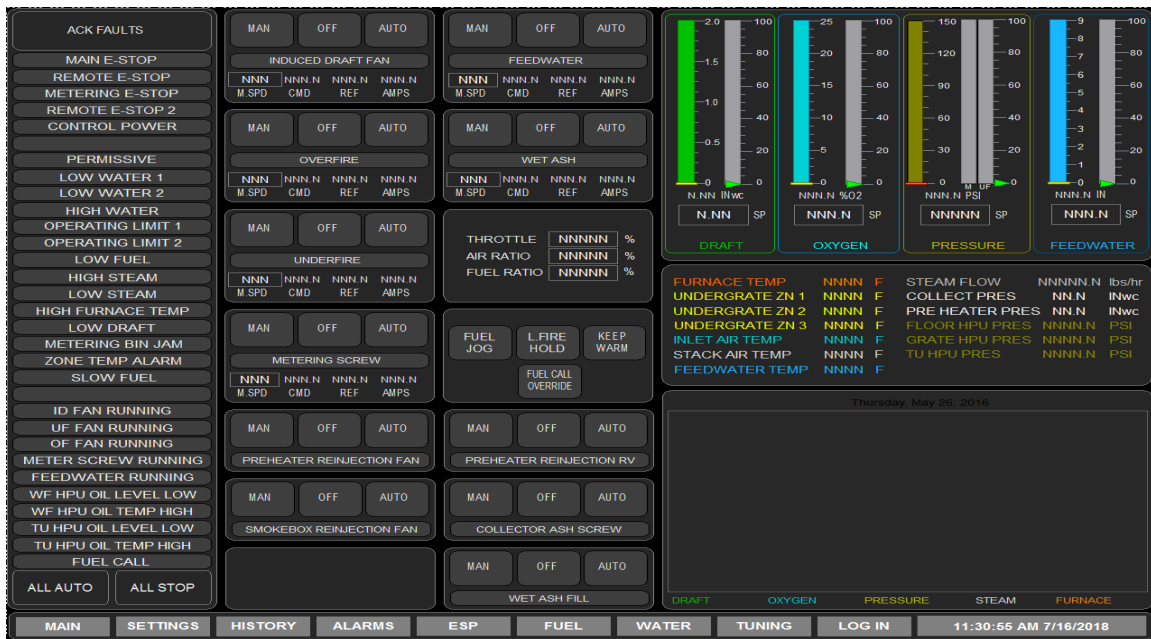 ACK FAULTS
MAIN E-STOP
REMOTE E-STOP
METERING E-STOP
REMOTE E-STOP 2
CONTROL POWER
PERMISSIVE
LOW WATER 1
LOW WATER 2
HIGH WATER
OPERATING LIMIT 1
OPERATING LIMIT 2
LOW FUEL
HIGH STEAM
LOW STEAM
HIGH FURNACE TEMP
LOW DRAFT
METERING BIN JAM
ZONE TEMP ALARM
SLOW FUEL
ID FAN RUNNING
UF FAN RUNNING
OF FAN RUNNING
METER SCREW RUNNING
FEEDWATER RUNNING
WF HPU OIL LEVEL LOW
WF HPU OIL TEMP HIGH
TU HPU OIL LEVEL LOW
TU HPU OIL TEMP HIGH
FUEL CALL
ALL AUTO ALL STOP
MAN OFF AUTO
INDUCED DRAFT FAN
NNN NNN.N NNN.N NNN.N
M.SPD CMD REF AMPS
MAN OFF AUTO
OVERFIRE
NNN NNN.N NNN.N NNN.N
M.SPD CMD REF AMPS
MAN OFF AUTO
UNDERFIRE
NNN NNN.N NNN.N NNN.N
M.SPD CMD REF AMPS
MAN OFF AUTO
METERING SCREW
NNN NNN.N NNN.N NNN.N
M.SPD CMD REF AMPS
MAN OFF AUTO
PREHEATER REINJECTION FAN
MAN OFF AUTO
SMOKEBOX REINJECTION FAN
MAN OFF AUTO
FEEDWATER
NNN NNN.N NNN.N NNN.N
M.SPD CMD REF AMPS
MAN OFF AUTO
WET ASH
NNN NNN.N NNN.N NNN.N
M.SPD CMD REF AMPS
THROTTLE NNNNN %
AIR RATIO NNNNN %
FUEL RATIO NNNNN %
FUEL JOG
L.FIRE HOLD
KEEP WARM
FUEL CALL
OVERRIDE
MAN OFF AUTO
PREHEATER REINJECTION RV
MAN OFF AUTO
COLLECTOR ASH SCREW
MAN OFF AUTO
WET ASH FILL
2.0 100
80
1.5
60
1.0
40
0.5
20
0 0
N.NN INwc
N.NN SP
DRAFT
25 100
20 80
15 60
10 40
5 20
0 0
NNN.N %02
NNN.N SP
OXYGEN
150 100
120 80
90 60
60 40
30 20
0 0
M UF
NNN.N PSI
NNNNN SP
PRESSURE
9 100
8
7 80
6
5 60
4
3 40
2 20
1
0 0
NNN.N IN
NNN.N SP
FEEDWATER
FURNACE TEMP NNNN F
UNDERGRATE ZN 1 NNNN F
UNDERGRATE ZN 2 NNNN F
UNDERGRATE ZN 3 NNNN F
INLET AIR TEMP NNNN F
STACK AIR TEMP NNNN F
FEEDWATER TEMP NNNN F
STEAM FLOW NNNNN.N lbs/hr
COLLECT PRES NN.N INwc
PRE HEATER PRES NN.N INwc
FLOOR HPU PRES NNNN.N PSI
GRATE HPU PRES NNNN.N PSI
TU HPU PRES NNNN.N PSI
Thursday, May 26, 2016
DRAFT OXYGEN PRESSURE STEAM FURNACE
MAIN SETTINGS HISTORY ALARMS ESP FUEL WATER TUNING LOG IN 11:30:55 AM 7/16/2018